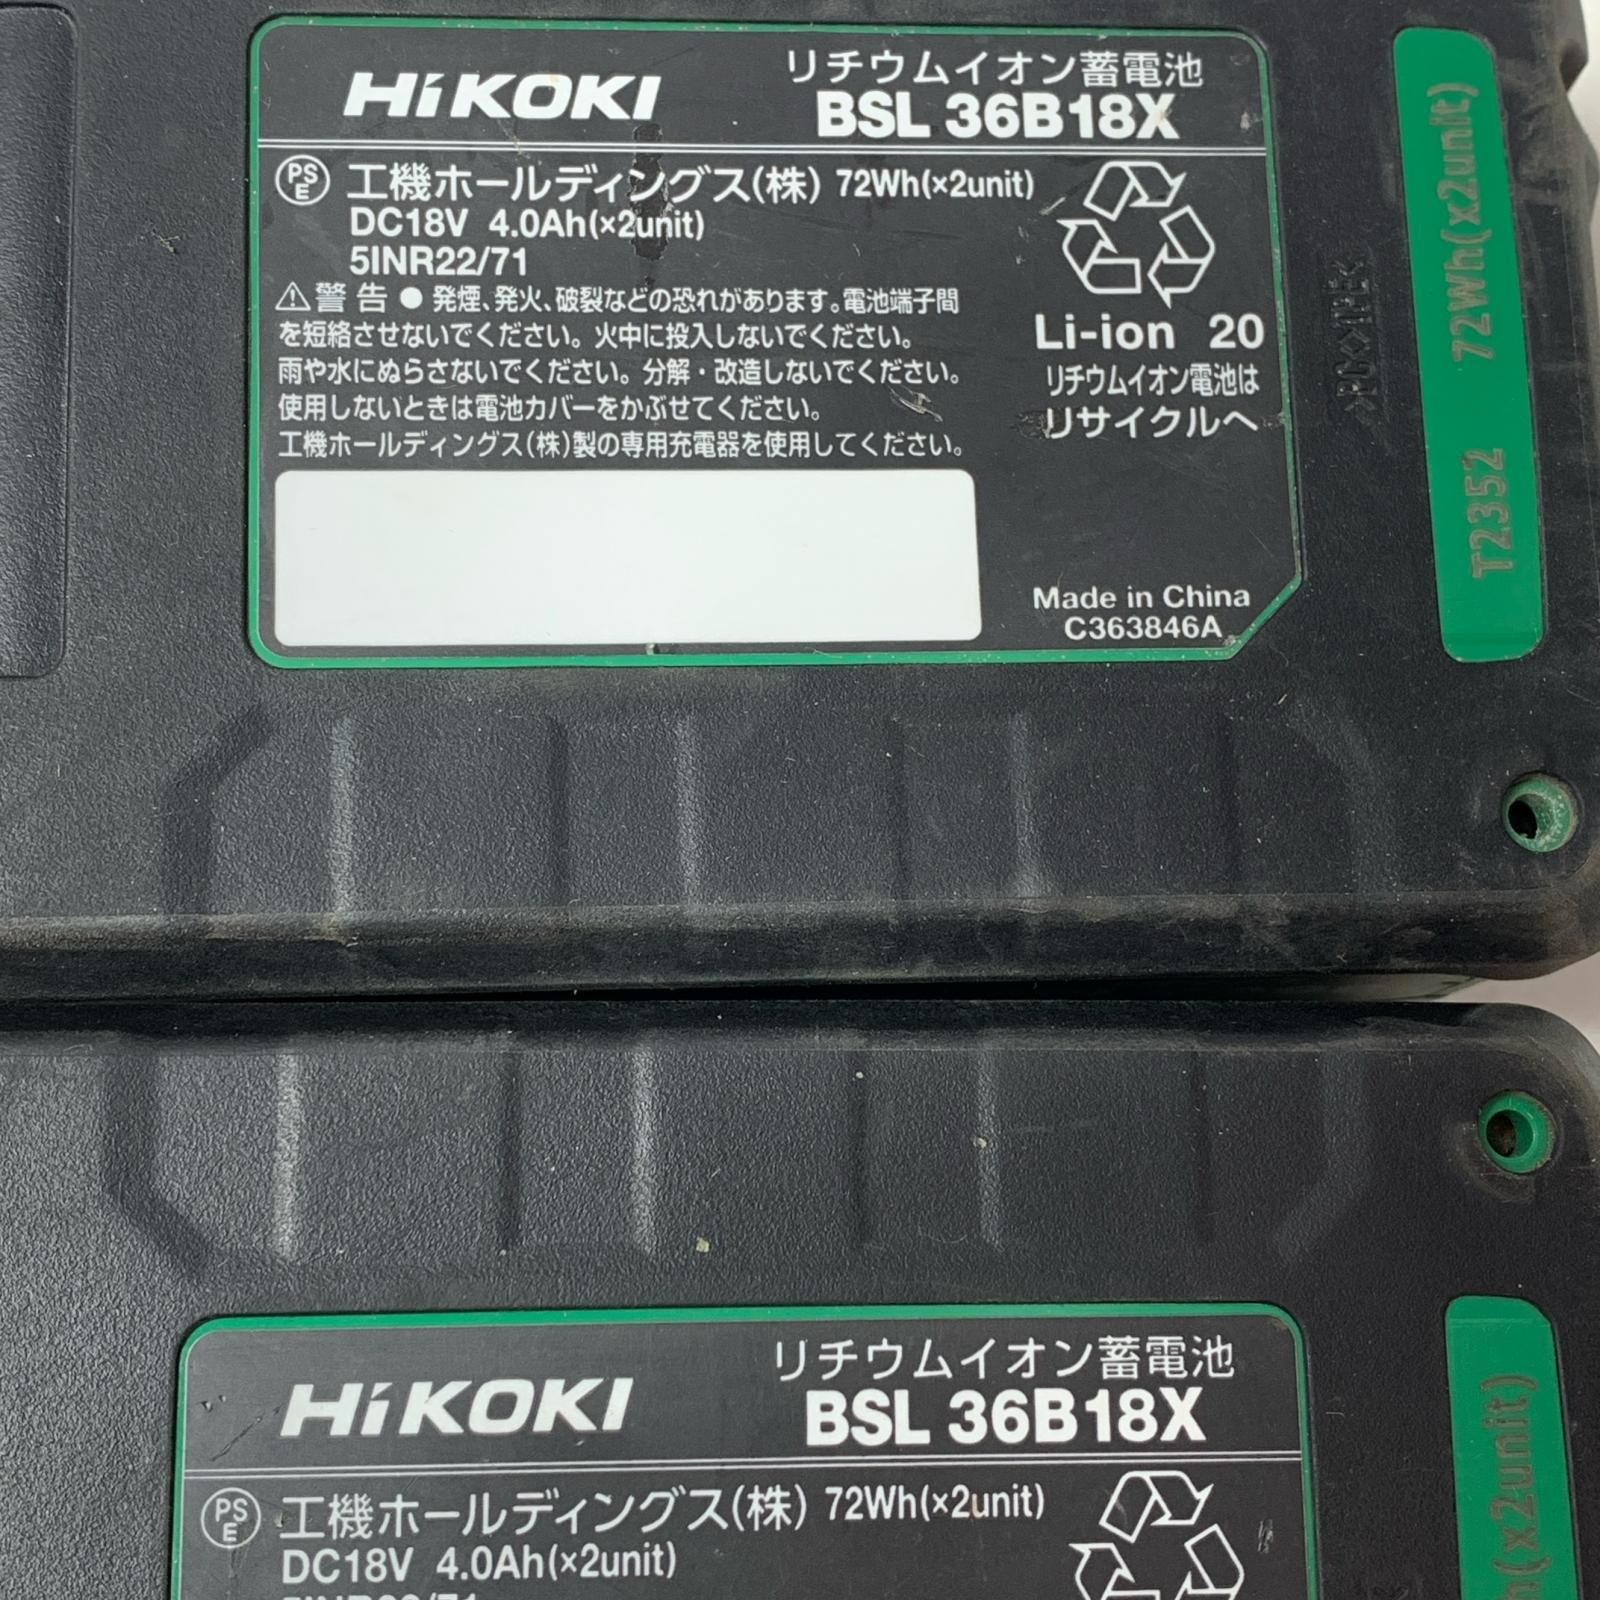 HiKOKI
リチウムイオン蓄電池
BSL 36B18X
PS E 工機ホールディングス(株) 72Wh(×2unit)
DC18V 4.0Ah(×2unit)
5INR22/71
⚠警告 ● 発煙、発火、破裂などの恐れがあります。電池端子間
を短絡させないでください。火中に投入しないでください。
雨や水にぬらさないでください。分解・改造しないでください。
使用しないときは電池カバーをかぶせてください。
工機ホールディングス(株)製の専用充電器を使用してください。
Li-ion 20
リチウムイオン電池は
リサイクルへ
Made in China
C363846A
T2352 72Wh(x2unit)
HiKOKI
リチウムイオン蓄電池
BSL 36B18X
PS E 工機ホールディングス(株) 72Wh(×2unit)
DC18V 4.0Ah(×2unit)
(x2unit)